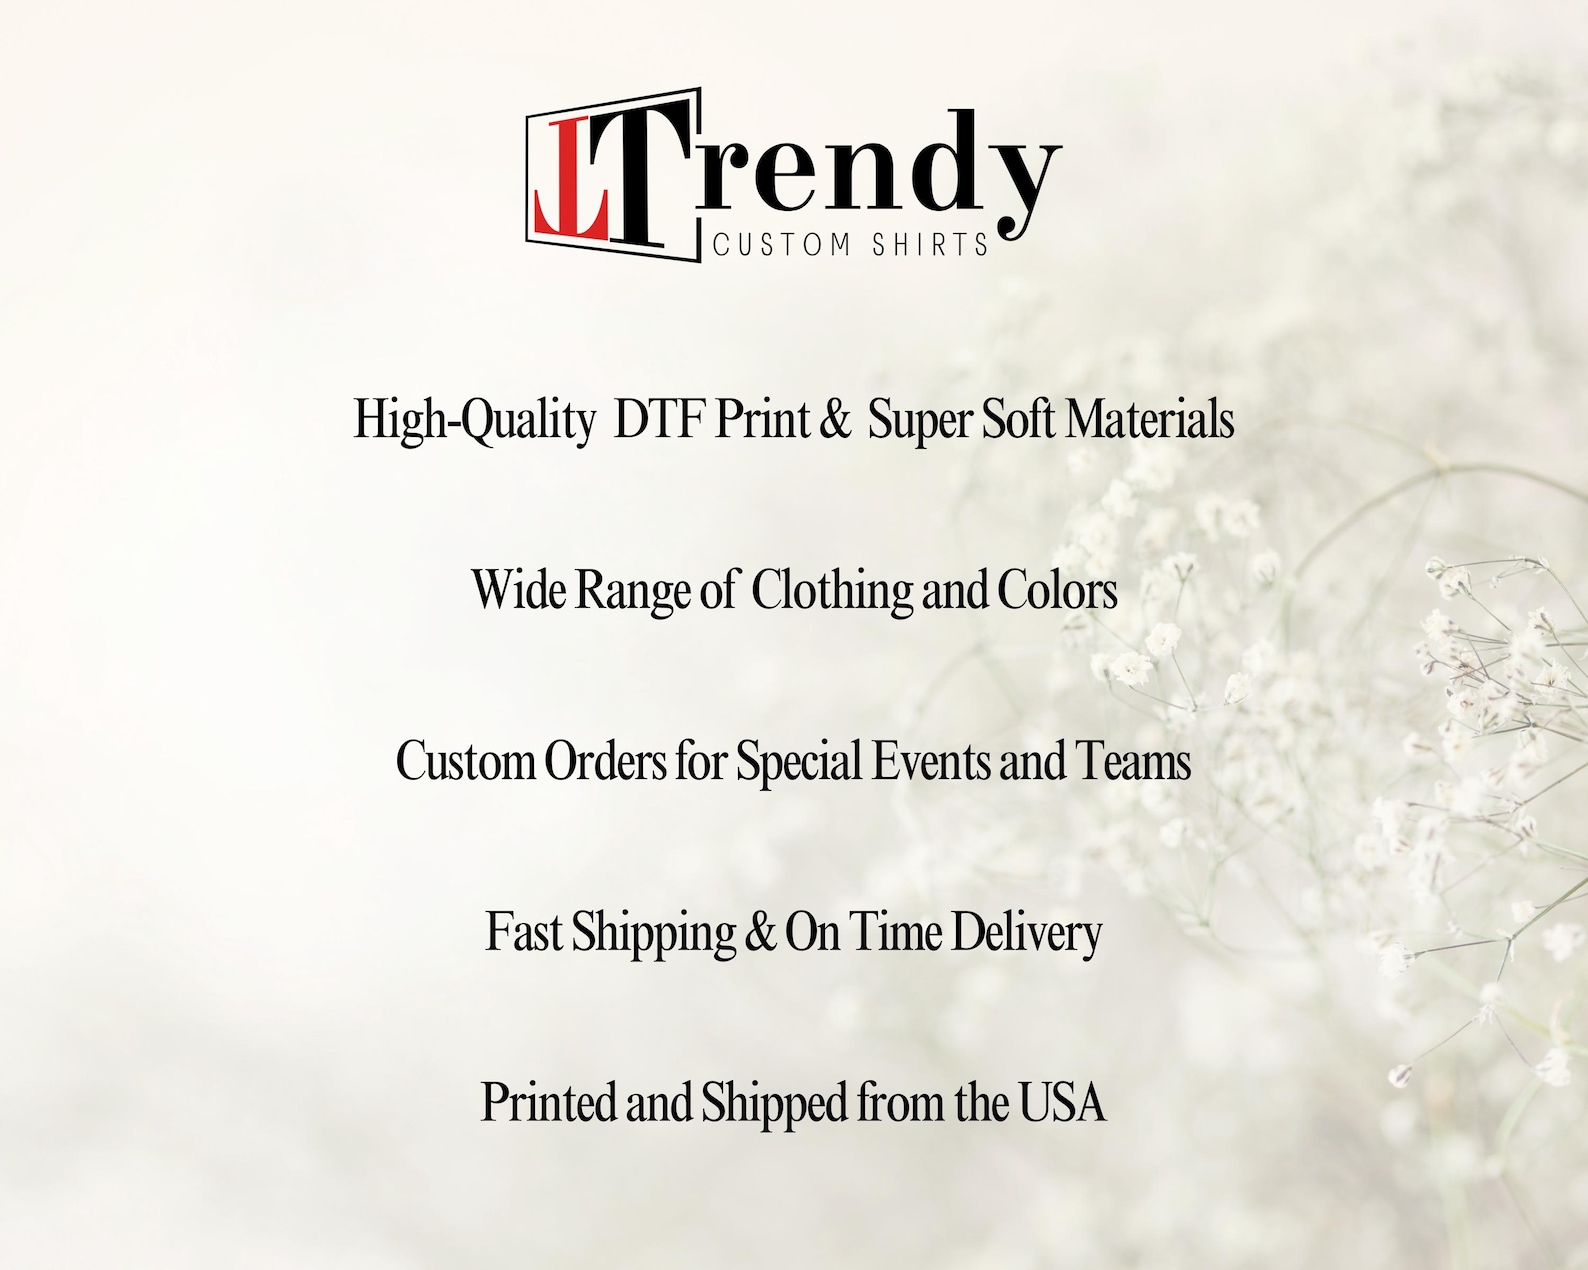 Trendy
CUSTOM SHIRTS
High-Quality DTF Print & Super Soft Materials
Wide Range of Clothing and Colors
Custom Orders for Special Events and Teams
Fast Shipping & On Time Delivery
Printed and Shipped from the USA